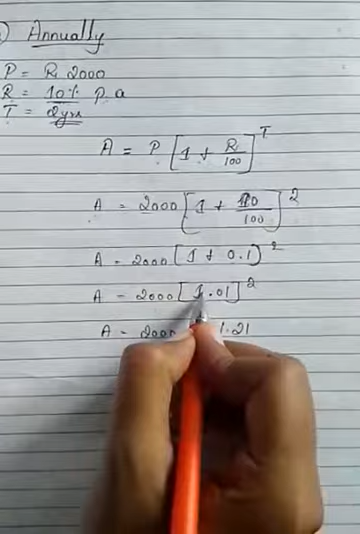 ) Annually
P = Rs 2000
R = 10% p.a
T = 2yrs
A = P [1 + R/100]^T
A = 2000 [1 + 10/100]^2
A = 2000 [1 + 0.1)^2
A = 2000 [1.01]^2
A = 2000 1.21